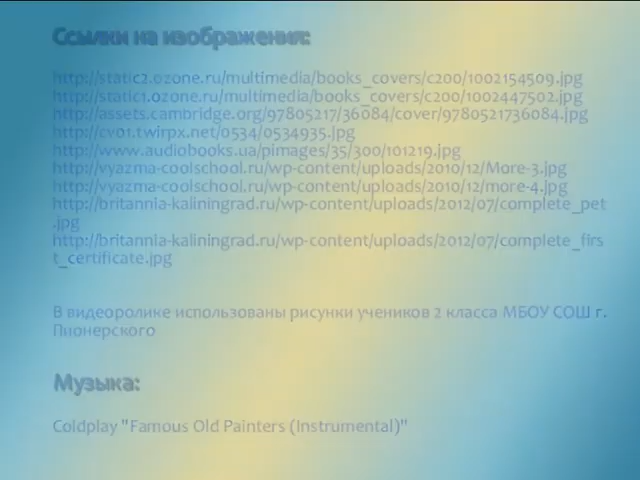 Ссылки на изображения:
http://static2.ozone.ru/multimedia/books_covers/c200/1002154509.jpg
http://static1.ozone.ru/multimedia/books_covers/c200/1002447502.jpg
http://assets.cambridge.org/97805217/36084/cover/9780521736084.jpg
http://cv01.twirpx.net/0534/0534935.jpg
http://www.audiobooks.ua/pimages/35/300/101219.jpg
http://vyazma-coolschool.ru/wp-content/uploads/2010/12/More-3.jpg
http://vyazma-coolschool.ru/wp-content/uploads/2010/12/more-4.jpg
http://britannia-kaliningrad.ru/wp-content/uploads/2012/07/complete_pet
.jpg
http://britannia-kaliningrad.ru/wp-content/uploads/2012/07/complete_firs
t_certificate.jpg
В видеоролике использованы рисунки учеников 2 класса МБОУ СОШ г.
Пионерского
Музыка:
Coldplay "Famous Old Painters (Instrumental)"